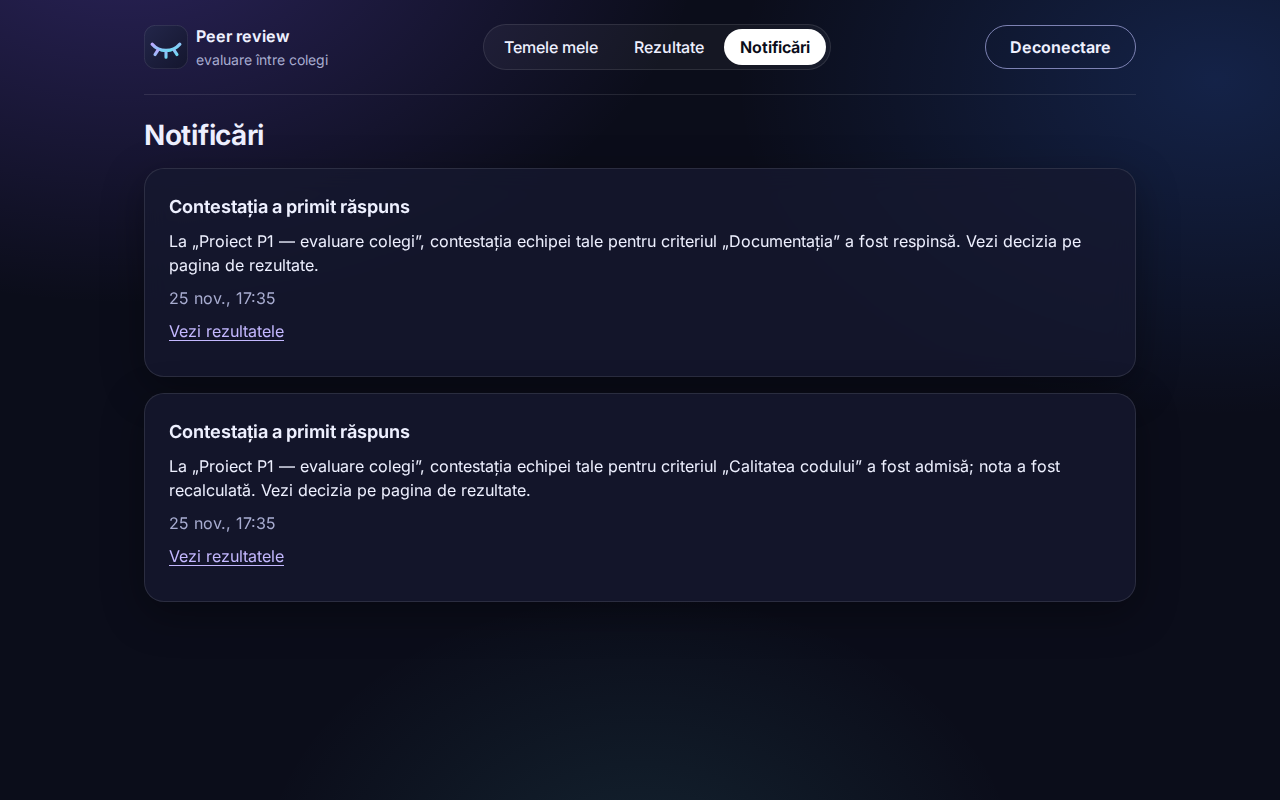 Peer review
evaluare între colegi
Temele mele
Rezultate
Notificări
Deconectare
Notificări
Contestația a primit răspuns
La „Proiect P1 — evaluare colegi”, contestația echipei tale pentru criteriul „Documentația” a fost respinsă. Vezi decizia pe
pagina de rezultate.
25 nov., 17:35
Vezi rezultatele
Contestația a primit răspuns
La „Proiect P1 — evaluare colegi”, contestația echipei tale pentru criteriul „Calitatea codului” a fost admisă; nota a fost
recalculată. Vezi decizia pe pagina de rezultate.
25 nov., 17:35
Vezi rezultatele